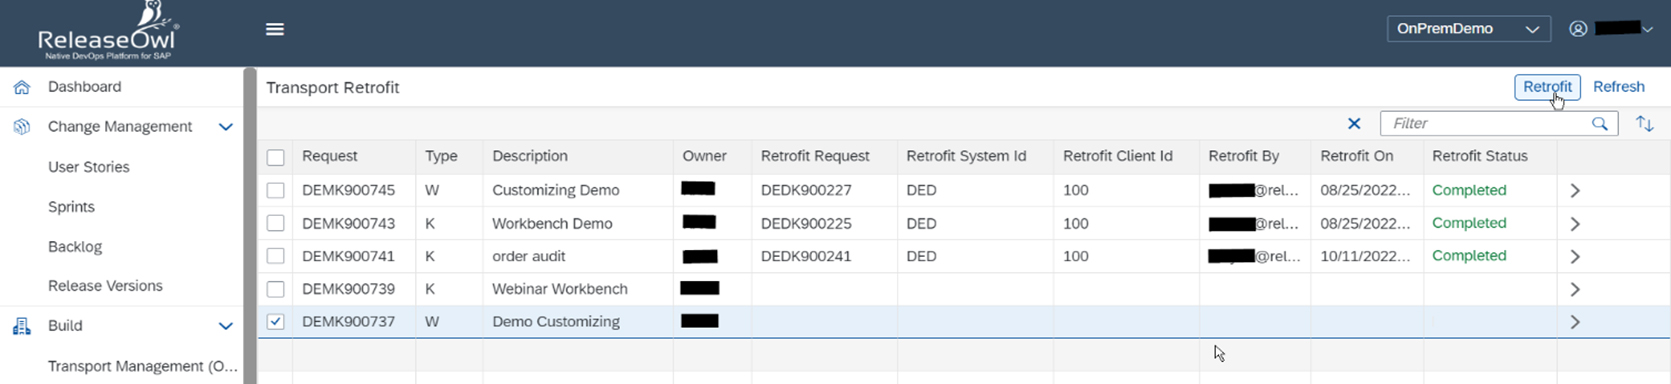 ReleaseOwl
Native DevOps Platform for SAP
OnPremDemo
Dashboard
Change Management
User Stories
Sprints
Backlog
Release Versions
Build
Transport Management (O...
Transport Retrofit
Retrofit Refresh
Filter
Request Type Description Owner Retrofit Request Retrofit System Id Retrofit Client Id Retrofit By Retrofit On Retrofit Status
DEMK900745 W Customizing Demo DEDK900227 DED 100 @rel... 08/25/2022... Completed
DEMK900743 K Workbench Demo DEDK900225 DED 100 @rel... 08/25/2022... Completed
DEMK900741 K order audit DEDK900241 DED 100 @rel... 10/11/2022... Completed
DEMK900739 K Webinar Workbench
DEMK900737 W Demo Customizing